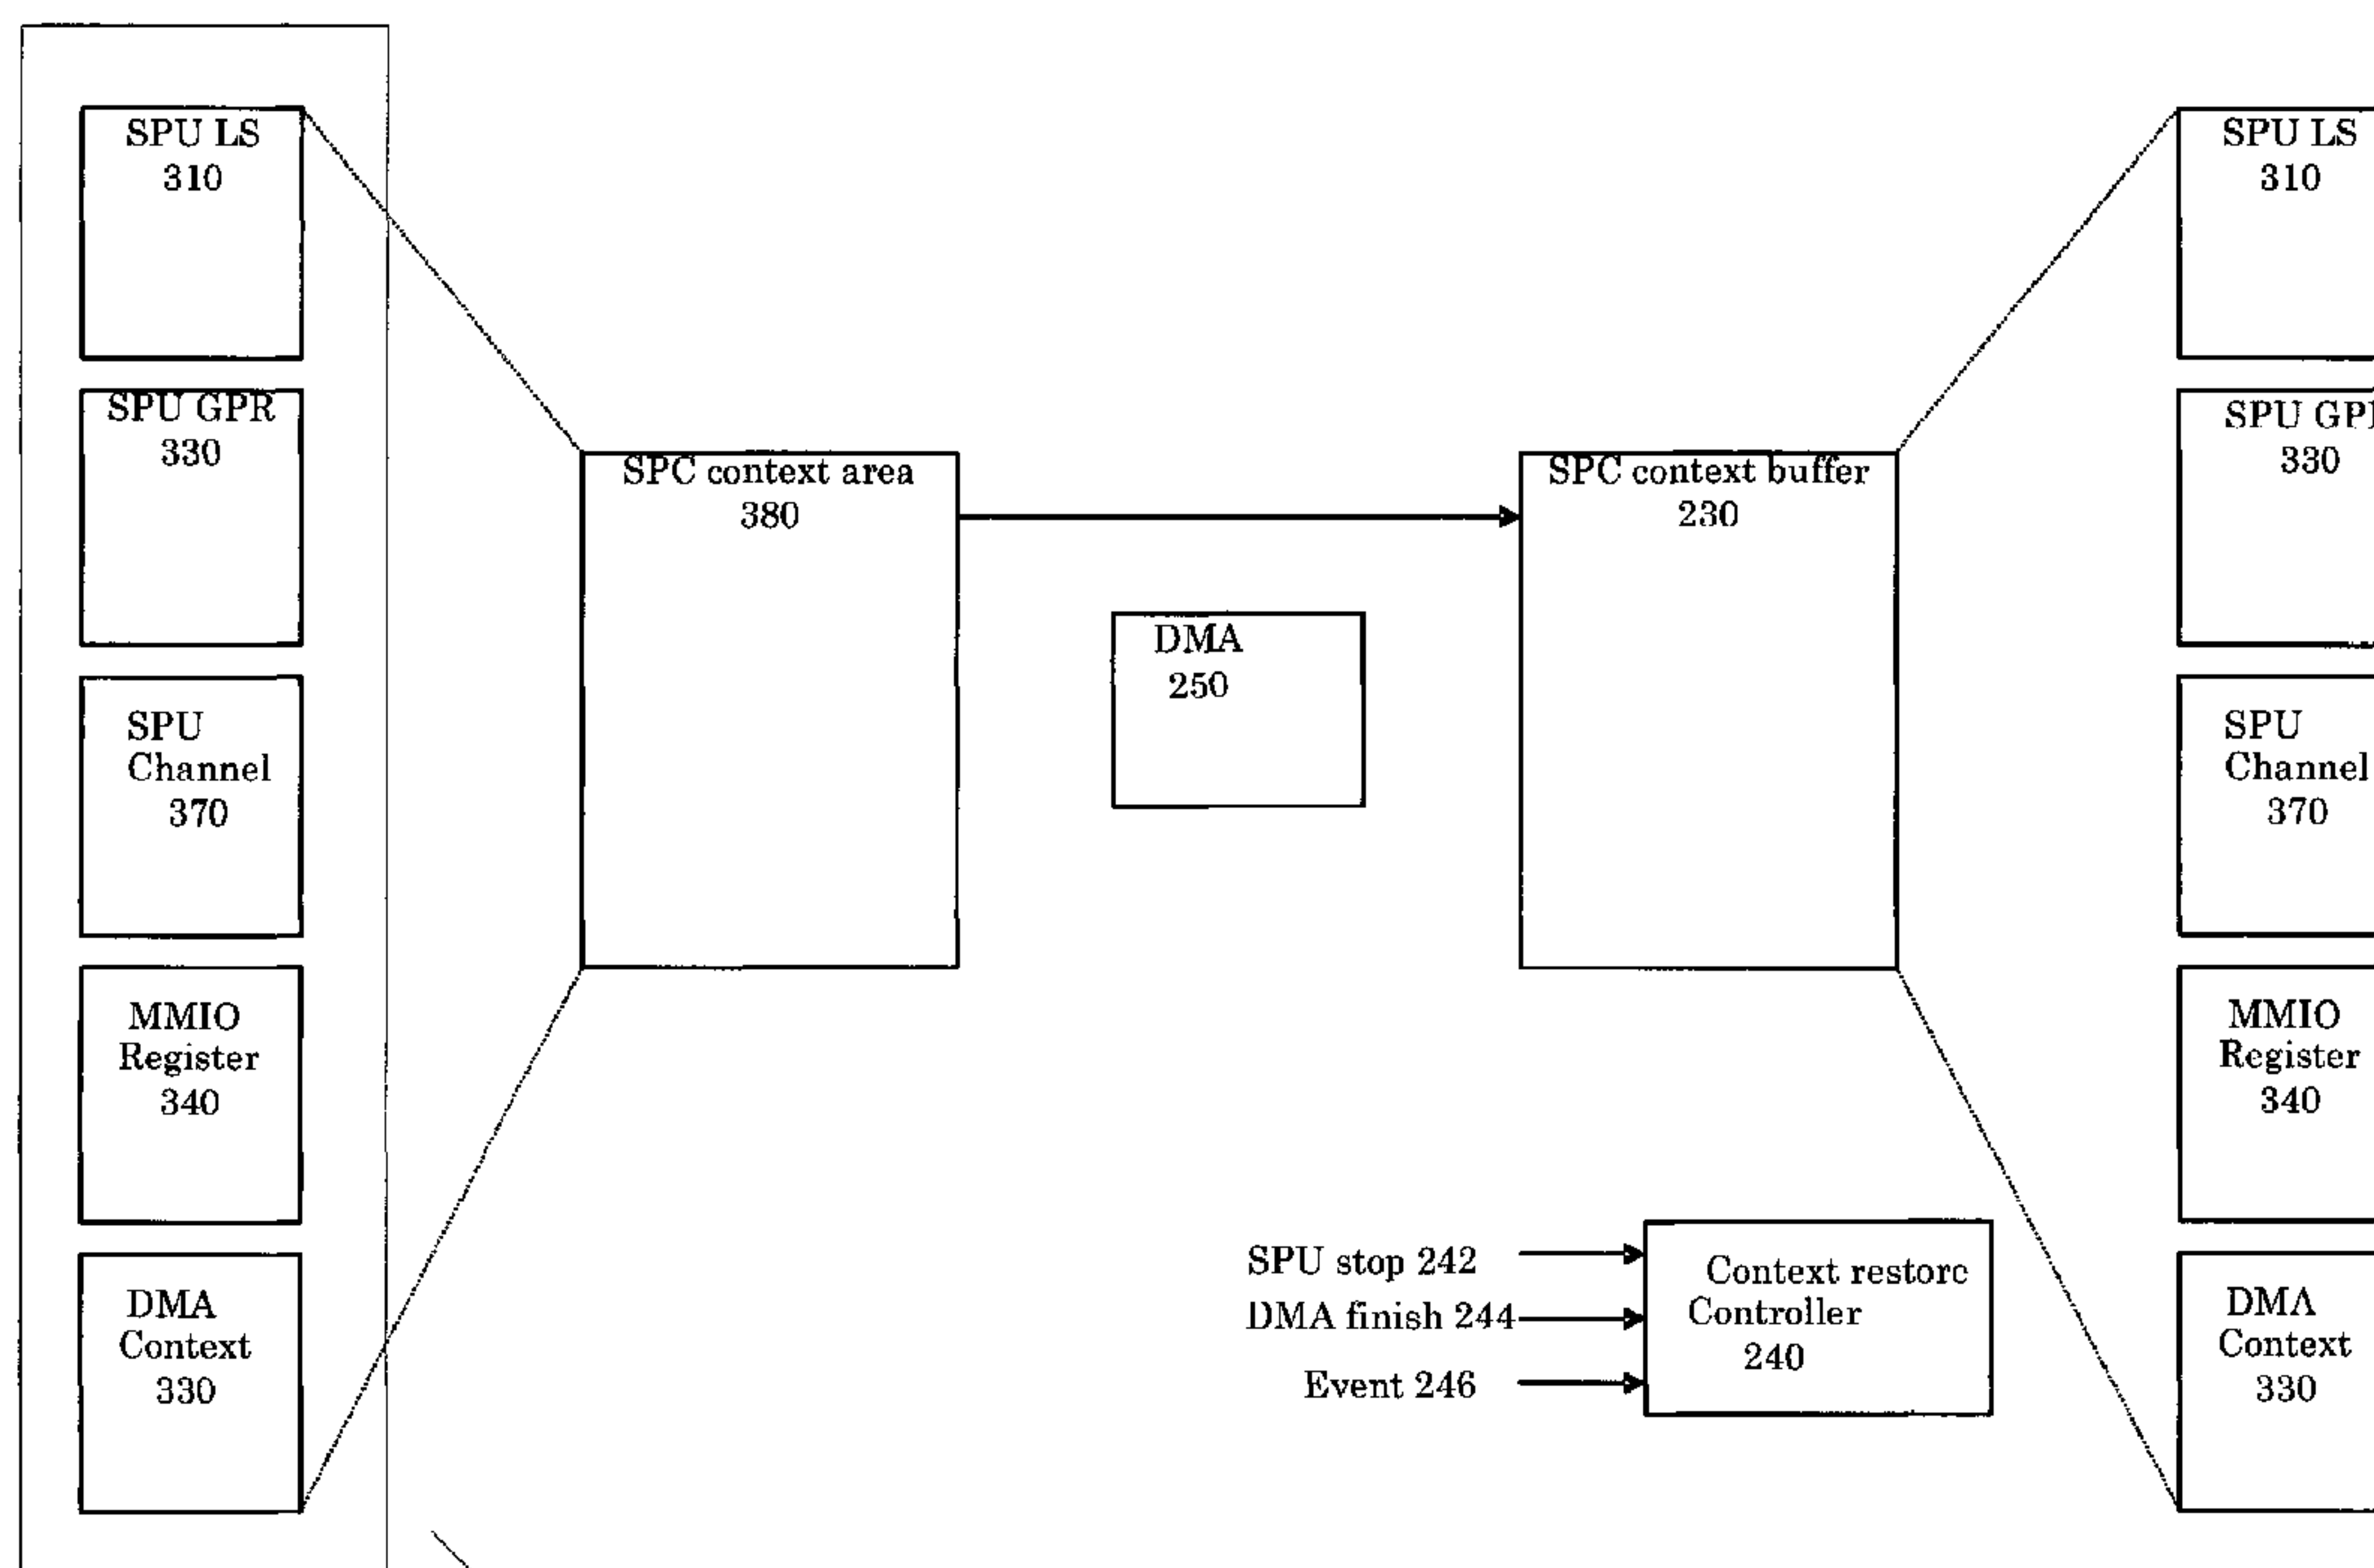 SPU LS
310
SPU GPR
330
SPU
Channel
370
MMIO
Register
340
DMA
Context
330
SPC context area
380
DMA
250
SPC context buffer
230
SPU stop 242
DMA finish 244
Event 246
Context restore
Controller
240
SPU LS
310
SPU
330
SPU
Channel
370
MMIO
Register
340
DMA
Context
330